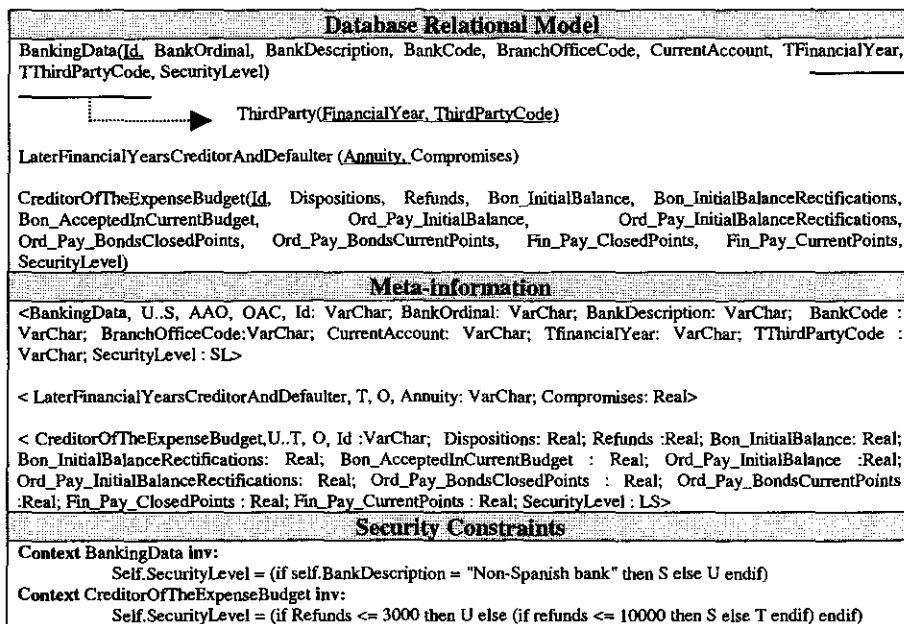 Database Relational Model
BankingData(Id, BankOrdinal, BankDescription, BankCode, BranchOfficeCode, CurrentAccount, TFinancialYear,
TThirdPartyCode, SecurityLevel)
ThirdParty(FinancialYear, ThirdPartyCode)
LaterFinancialYearsCreditorAndDefaulter (Annuity, Compromises)
CreditorOfTheExpenseBudget(Id, Dispositions, Refunds, Bon_InitialBalance, Bon_InitialBalanceRectifications,
Bon_AcceptedInCurrentBudget, Ord_Pay_InitialBalance, Ord_Pay_InitialBalanceRectifications,
Ord_Pay_BondsClosedPoints, Ord_Pay_BondsCurrentPoints, Fin_Pay_ClosedPoints, Fin_Pay_CurrentPoints,
SecurityLevel)
Meta-information
<BankingData, U..S, AAO, OAC, Id: VarChar; BankOrdinal: VarChar; BankDescription: VarChar; BankCode :
VarChar; BranchOfficeCode:VarChar; CurrentAccount: VarChar; TfinancialYear: VarChar; TThirdPartyCode :
VarChar; SecurityLevel : SL>
< LaterFinancialYearsCreditorAndDefaulter, T, O, Annuity: VarChar; Compromises: Real>
< CreditorOfTheExpenseBudget,U..T, O, Id :VarChar; Dispositions: Real; Refunds :Real; Bon_InitialBalance: Real;
Bon_InitialBalanceRectifications: Real; Bon_AcceptedInCurrentBudget : Real; Ord_Pay_InitialBalance :Real;
Ord_Pay_InitialBalanceRectifications: Real; Ord_Pay_BondsClosedPoints : Real; Ord_Pay_BondsCurrentPoints
:Real; Fin_Pay_ClosedPoints : Real; Fin_Pay_CurrentPoints : Real; SecurityLevel : LS>
Security Constraints
Context BankingData inv:
Self.SecurityLevel = (if self.BankDescription = "Non-Spanish bank" then S else U endif)
Context CreditorOfTheExpenseBudget inv:
Self.SecurityLevel = (if Refunds <= 3000 then U else (if refunds <= 10000 then S else T endif) endif)